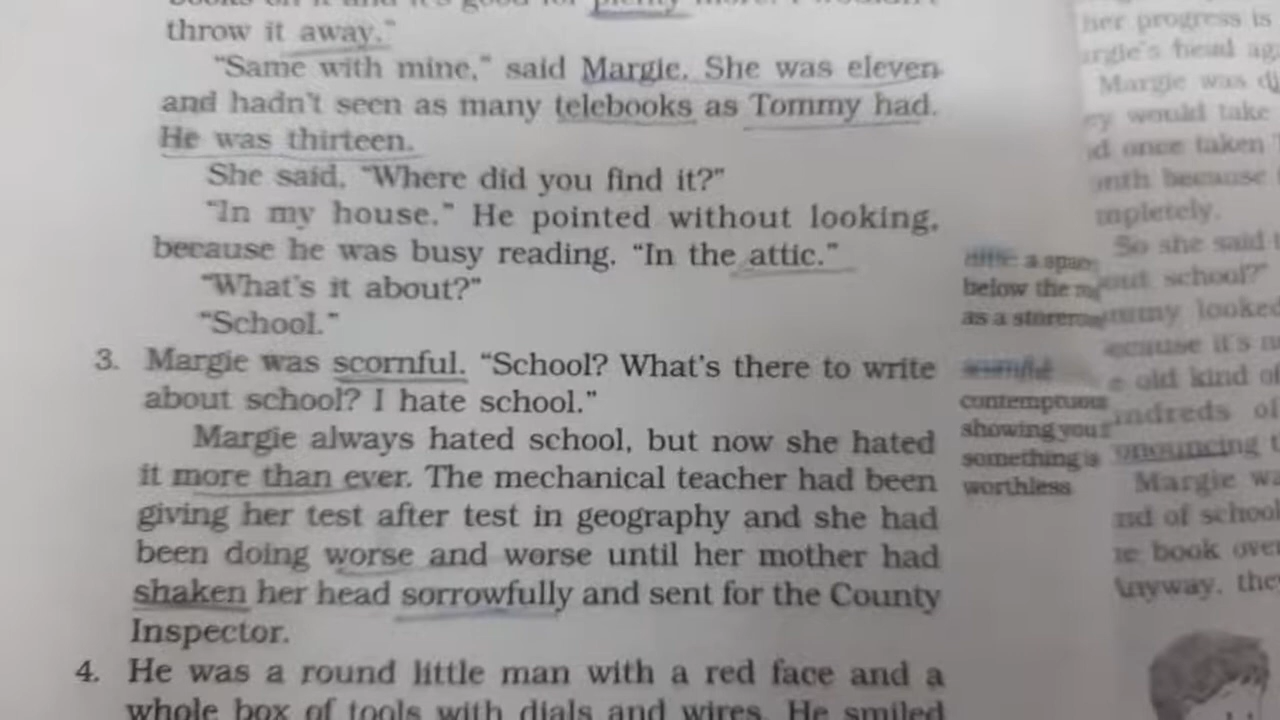 plenty
throw it away."
"Same with mine," said Margie. She was eleven
and hadn't seen as many telebooks as Tommy had.
He was thirteen.
She said, "Where did you find it?"
"In my house." He pointed without looking,
because he was busy reading. "In the attic."
"What's it about?"
"School."
3. Margie was scornful. "School? What's there to write
about school? I hate school."
Margie always hated school, but now she hated
it more than ever. The mechanical teacher had been
giving her test after test in geography and she had
been doing worse and worse until her mother had
shaken her head sorrowfully and sent for the County
Inspector.
4. He was a round little man with a red face and a
whole box of tools with dials and wires. He smiled
a
below the
as a
contemptuous
showing you
something is
worthless
her progress is
head
Margie was
would take
once taken
because
So she said
school?"
looked
old kind of
of
Margie
of school
book